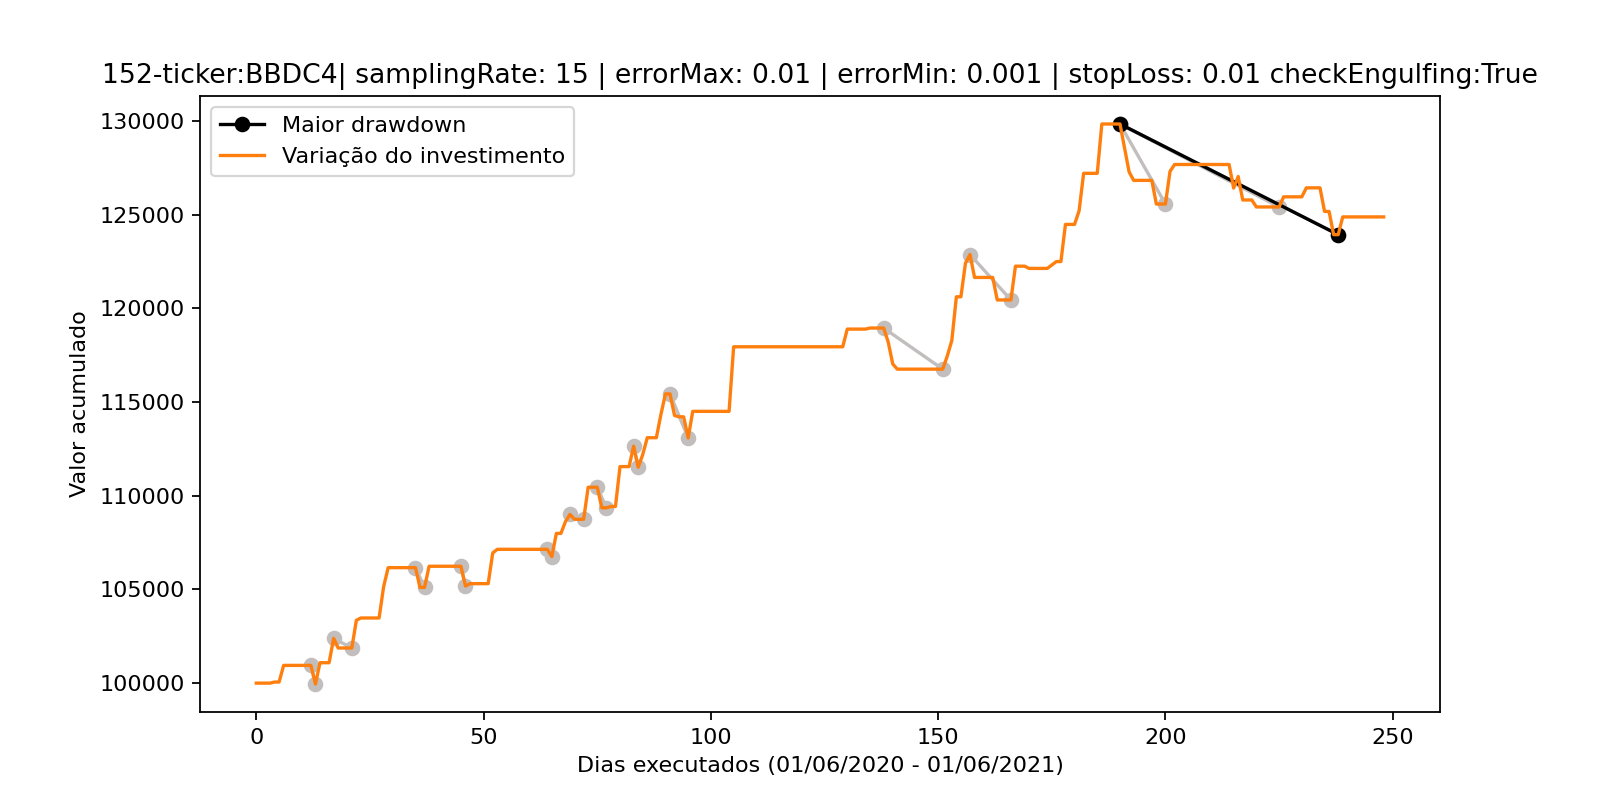 152-ticker:BBDC4| samplingRate: 15 | errorMax: 0.01 | errorMin: 0.001 | stopLoss: 0.01 checkEngulfing:True
Maior drawdown
Variação do investimento
130000
125000
120000
115000
110000
105000
100000
Valor acumulado
0 50 100 150 200 250
Dias executados (01/06/2020 - 01/06/2021)